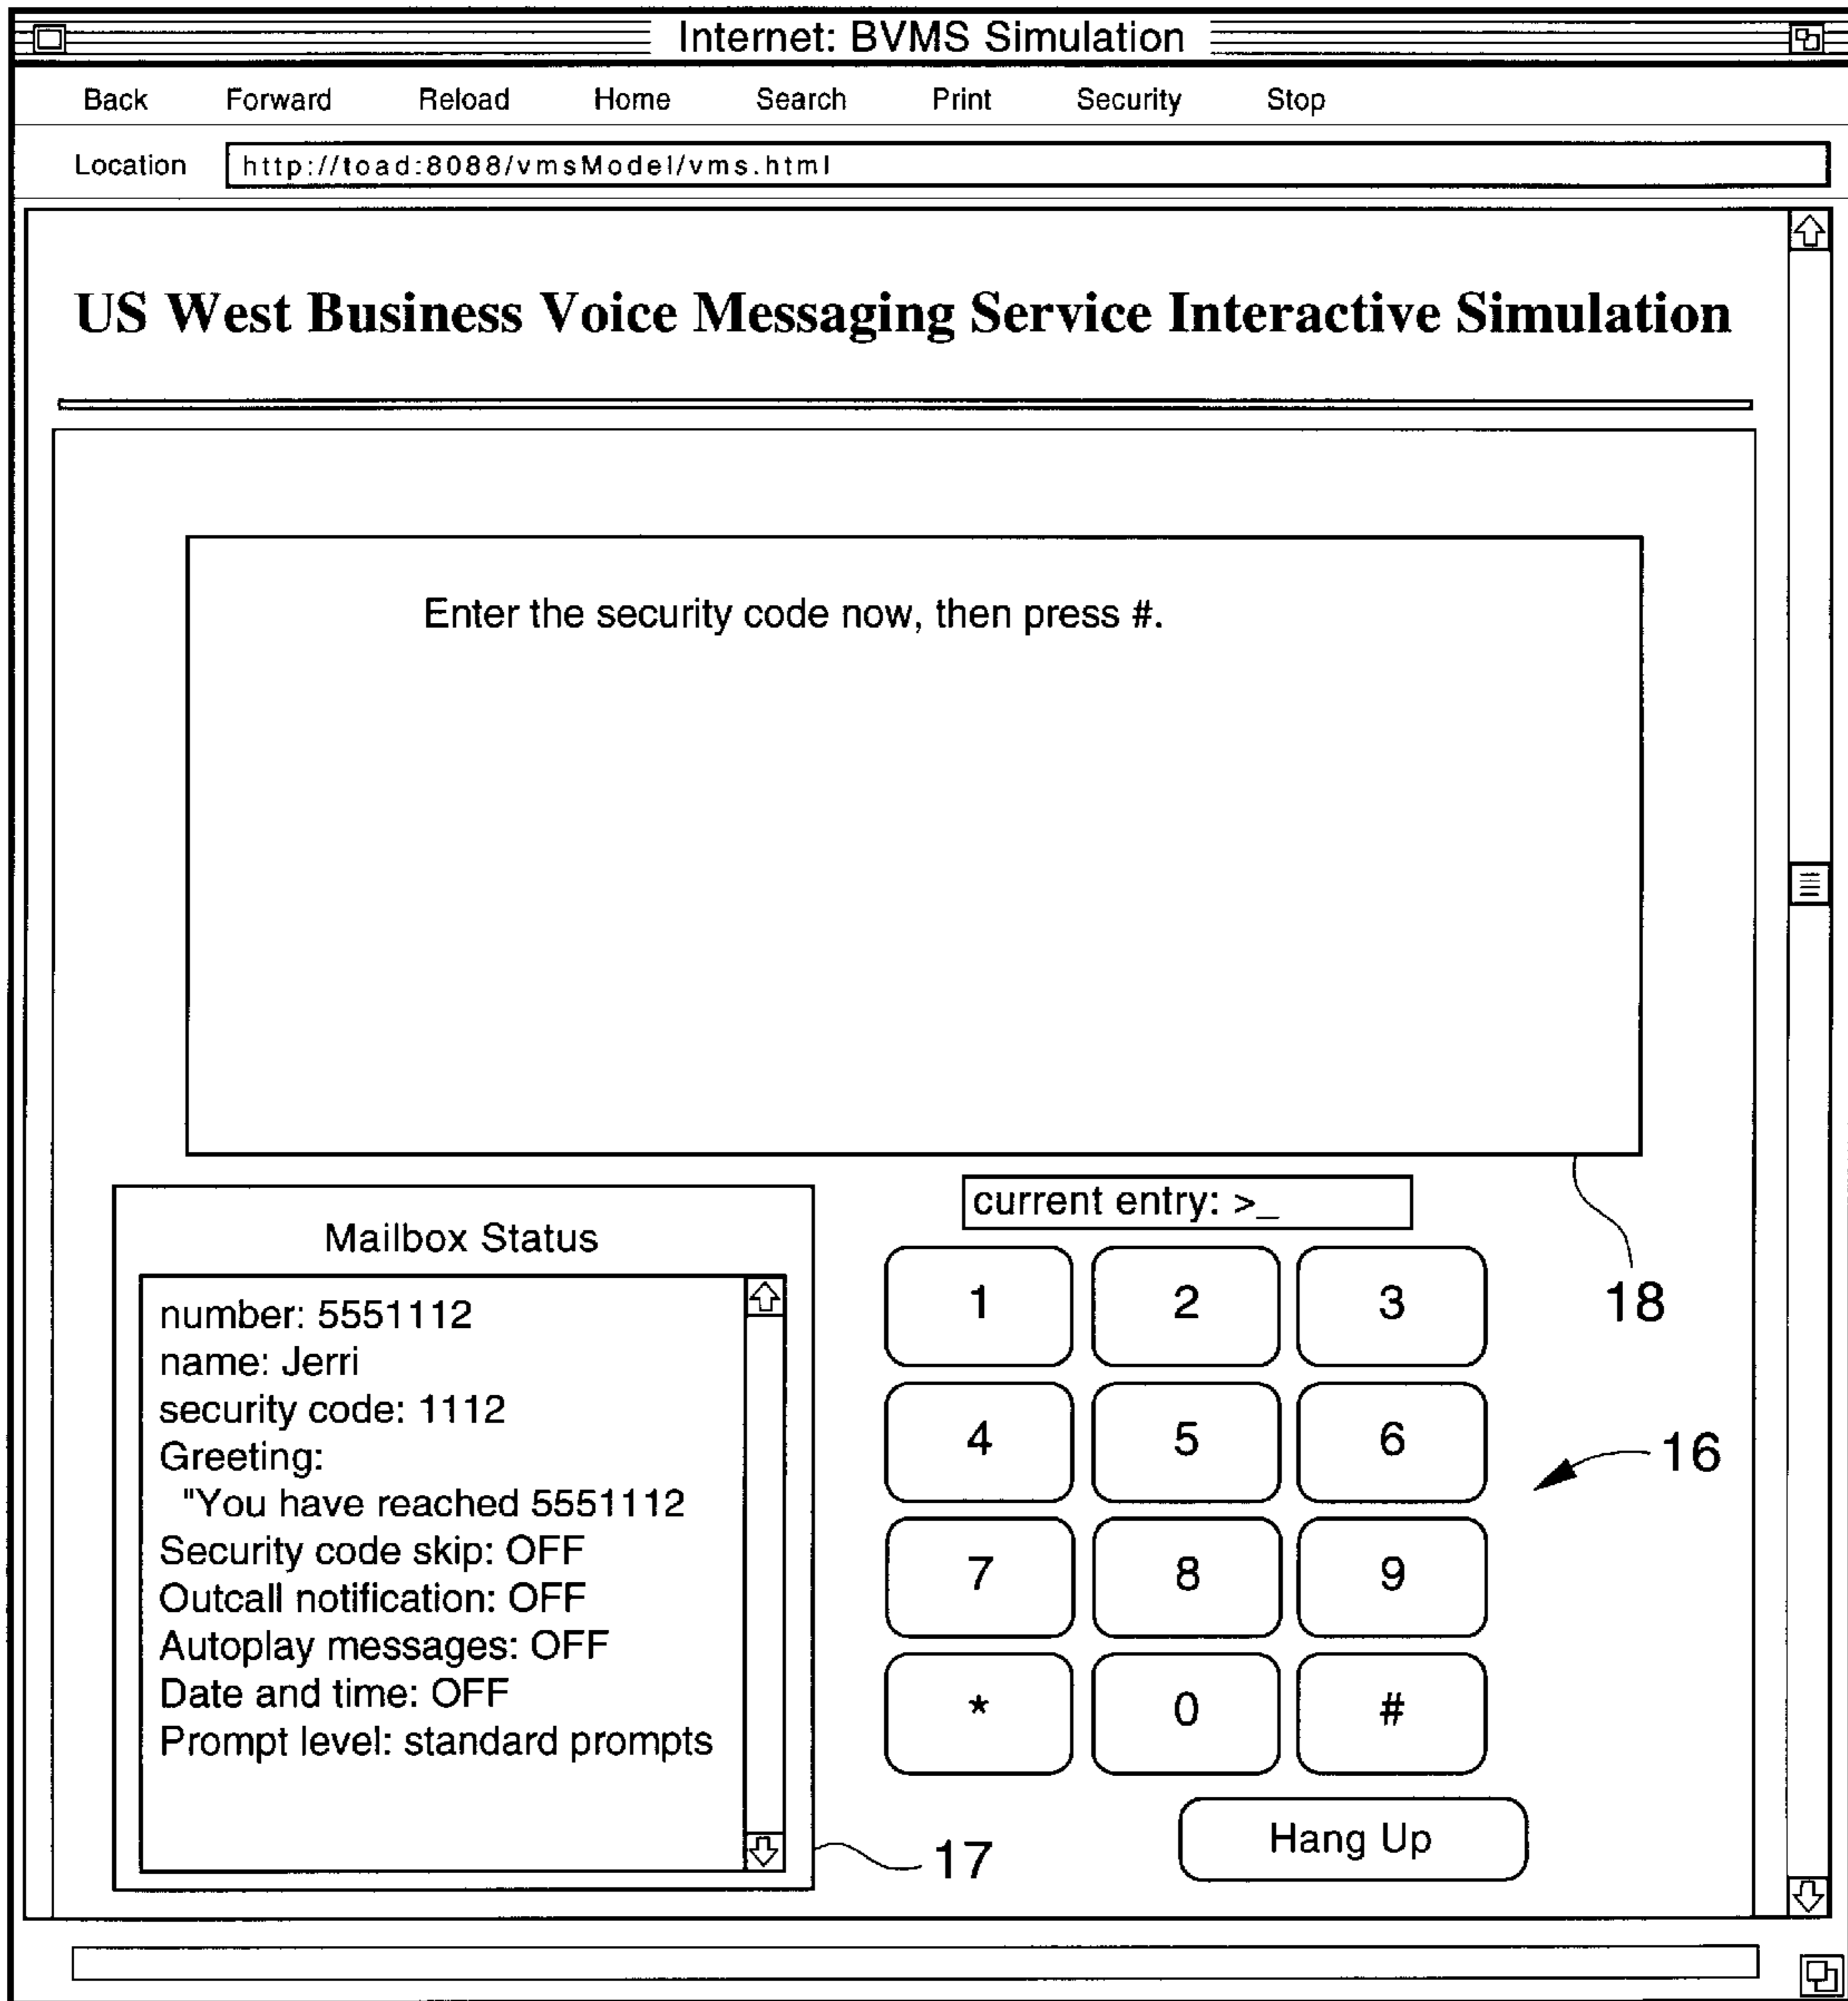 Internet: BVMS Simulation
Back Forward Reload Home Search Print Security Stop
Location http://toad:8088/vmsModel/vms.html
US West Business Voice Messaging Service Interactive Simulation
Enter the security code now, then press #.
18
Mailbox Status
number: 5551112
name: Jerri
security code: 1112
Greeting:
"You have reached 5551112
Security code skip: OFF
Outcall notification: OFF
Autoplay messages: OFF
Date and time: OFF
Prompt level: standard prompts
17
current entry: >_
1 2 3
4 5 6
7 8 9
* 0 #
16
Hang Up